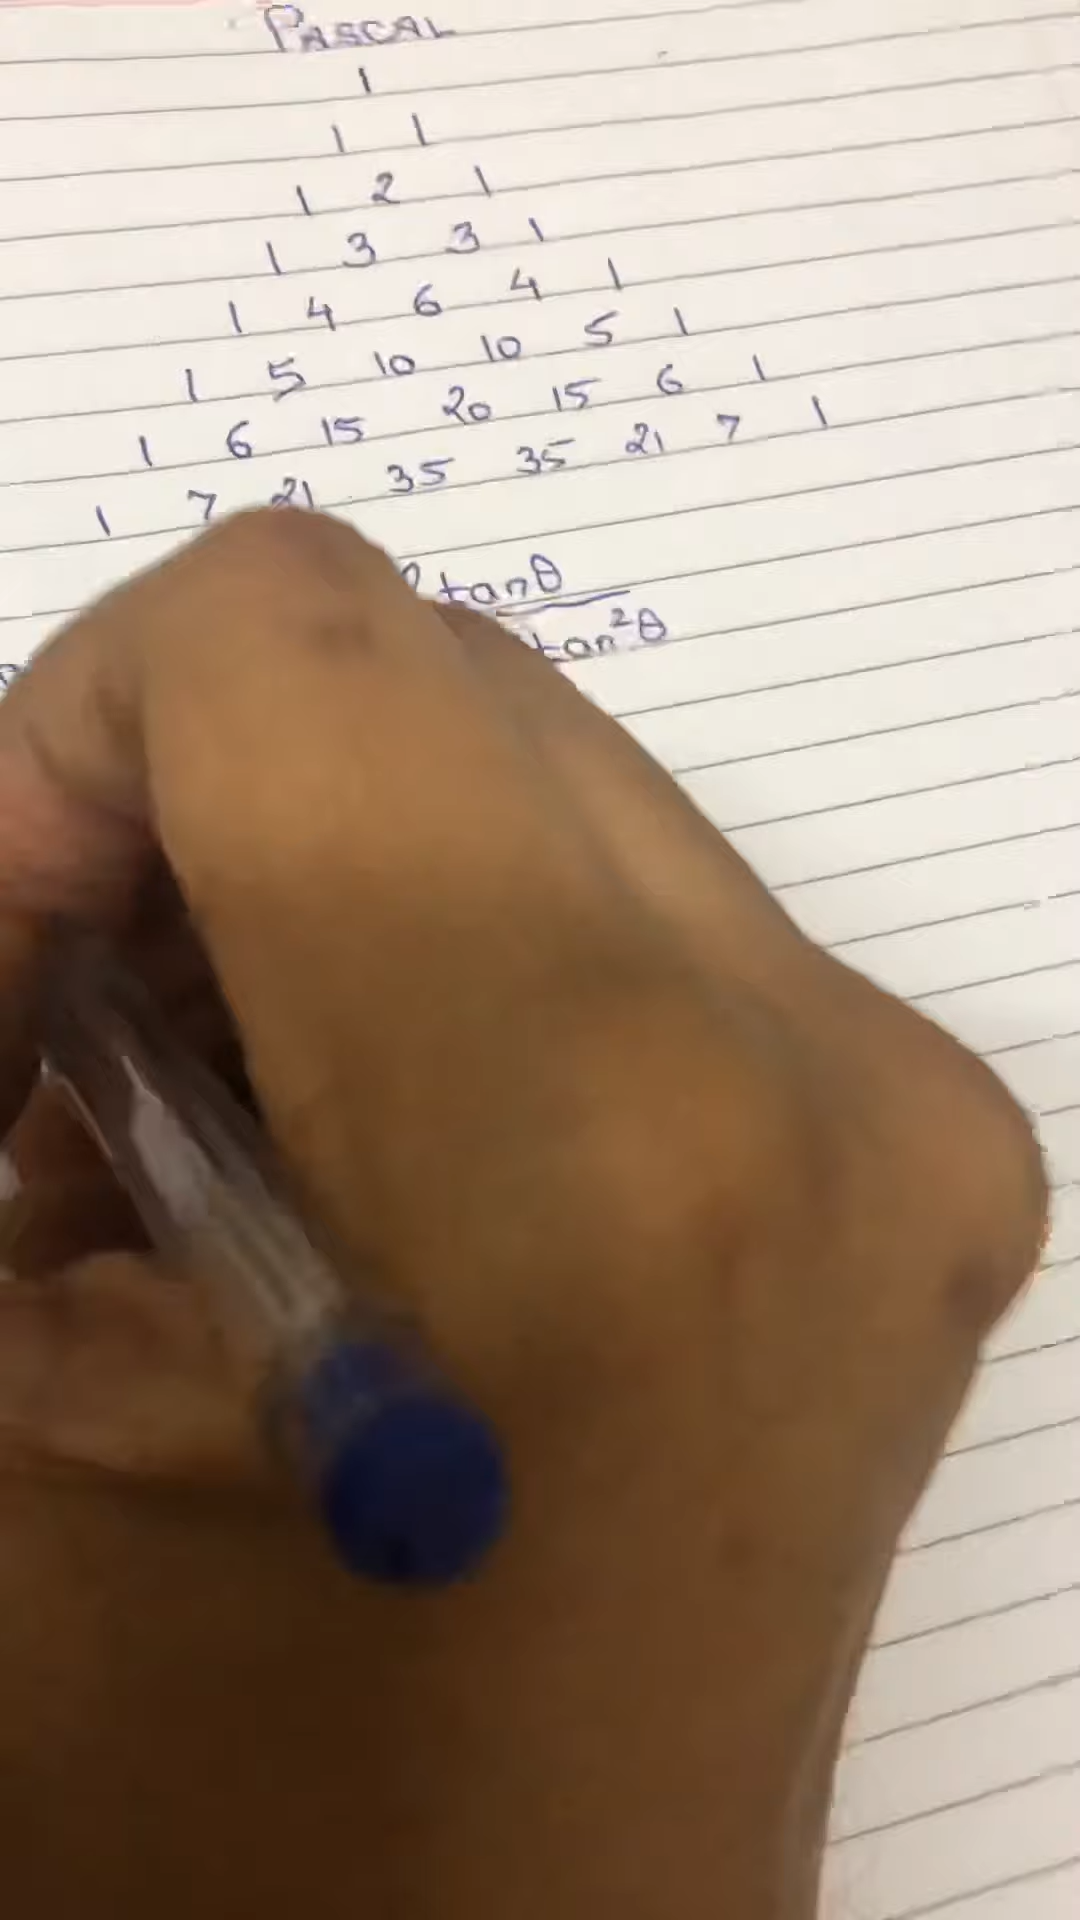 PASCAL
1
1 1
1 2 1
1 3 3 1
1 4 6 4 1
1 5 10 10 5 1
1 6 15 20 15 6 1
1 7 21 35 35 21 7 1
tanθ
tan²θ